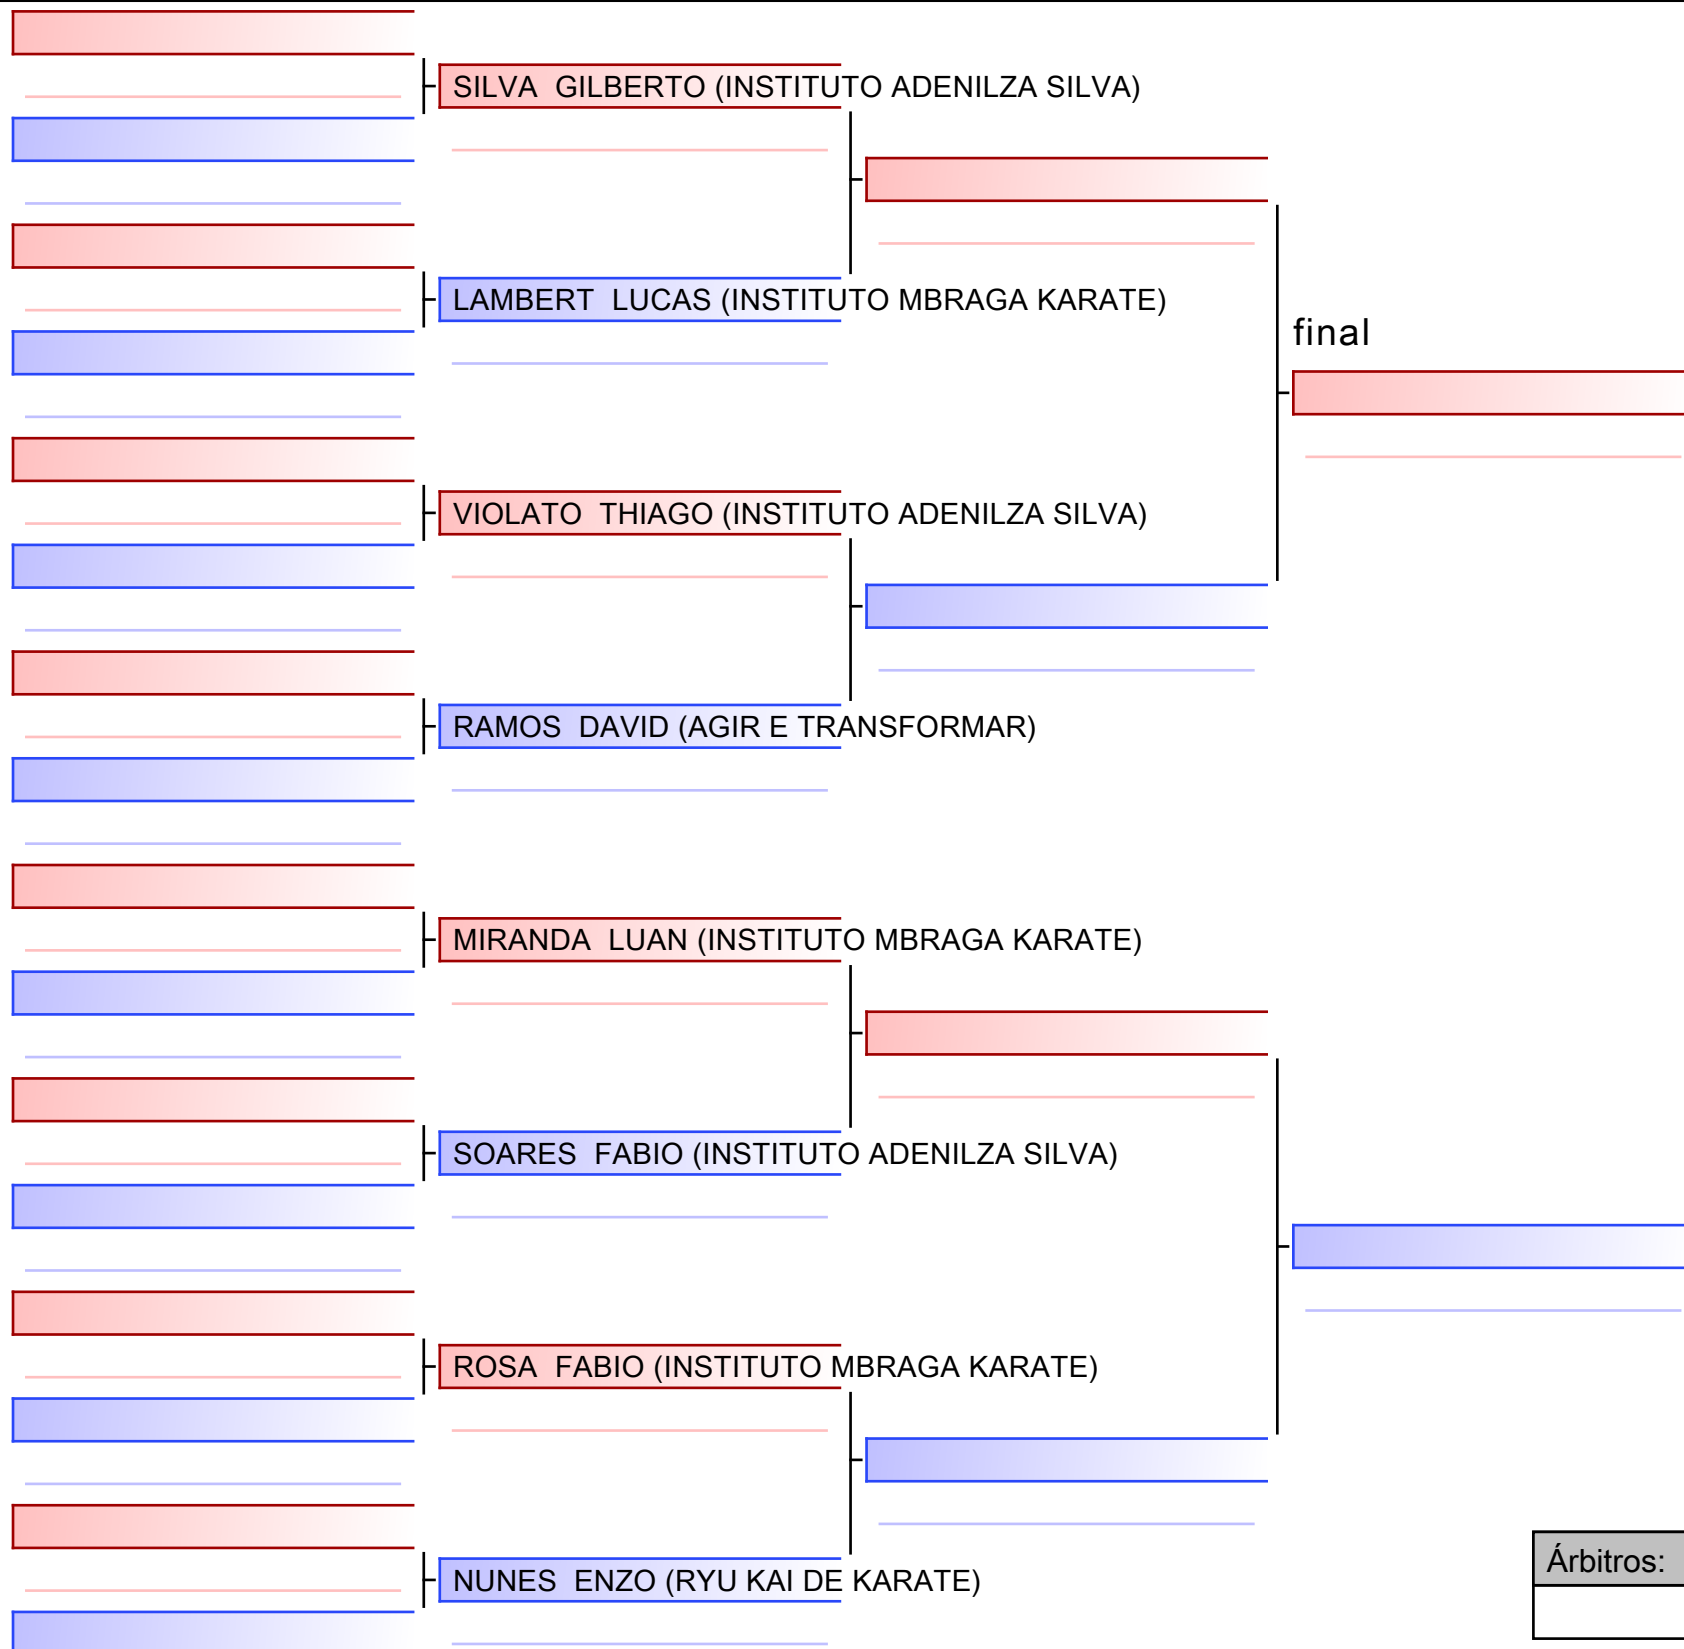 SILVA  GILBERTO (INSTITUTO ADENILZA SILVA)
LAMBERT  LUCAS (INSTITUTO MBRAGA KARATE)
final
VIOLATO  THIAGO (INSTITUTO ADENILZA SILVA)
RAMOS  DAVID (AGIR E TRANSFORMAR)
MIRANDA  LUAN (INSTITUTO MBRAGA KARATE)
SOARES  FABIO (INSTITUTO ADENILZA SILVA)
ROSA  FABIO (INSTITUTO MBRAGA KARATE)
NUNES  ENZO (RYU KAI DE KARATE)
Árbitros: